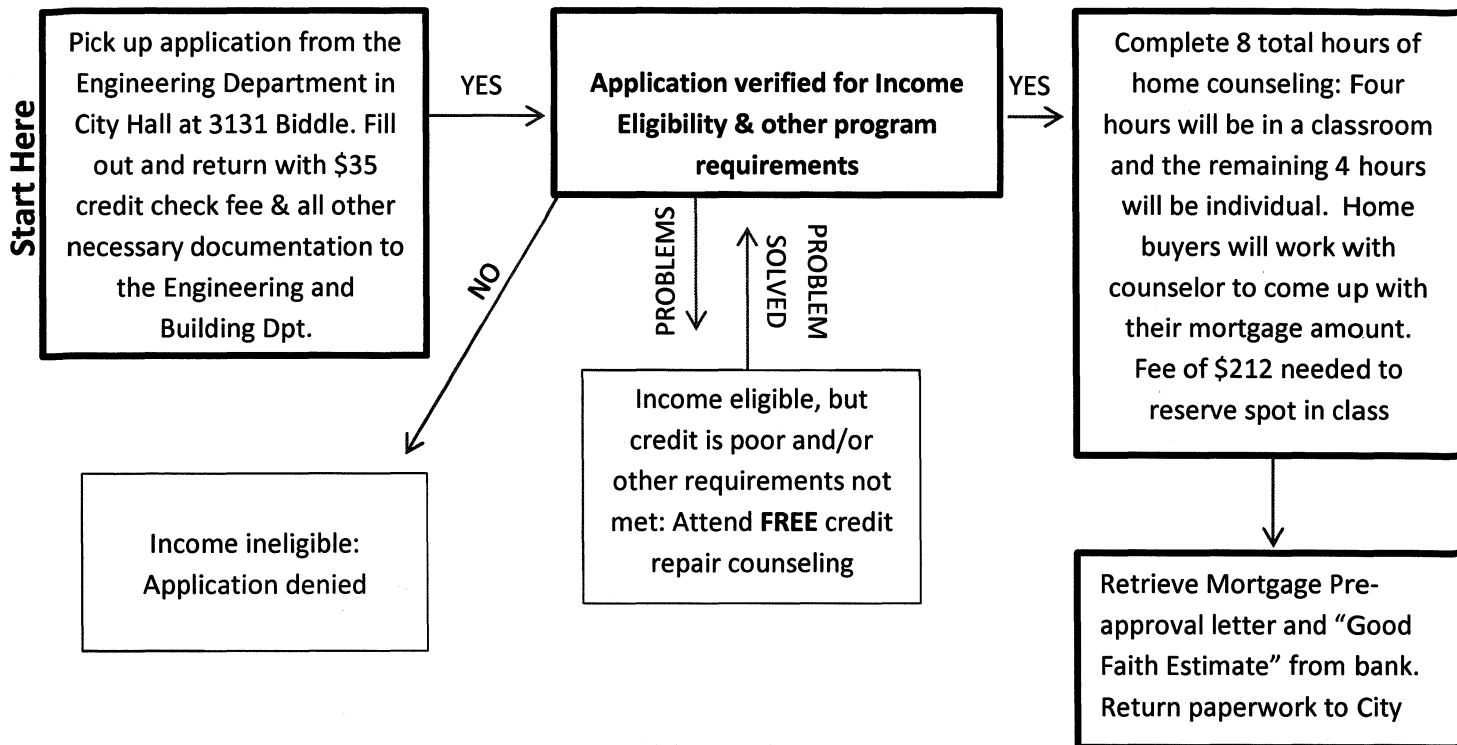 Start Here
Pick up application from the
Engineering Department in
City Hall at 3131 Biddle. Fill
out and return with $35
credit check fee & all other
necessary documentation to
the Engineering and
Building Dpt.
YES
Application verified for Income
Eligibility & other program
requirements
YES
Complete 8 total hours of
home counseling: Four
hours will be in a classroom
and the remaining 4 hours
will be individual. Home
buyers will work with
counselor to come up with
their mortgage amount.
Fee of $212 needed to
reserve spot in class
NO
PROBLEMS
PROBLEM
SOLVED
Income ineligible:
Application denied
Income eligible, but
credit is poor and/or
other requirements not
met: Attend FREE credit
repair counseling
Retrieve Mortgage Pre-
approval letter and “Good
Faith Estimate” from bank.
Return paperwork to City